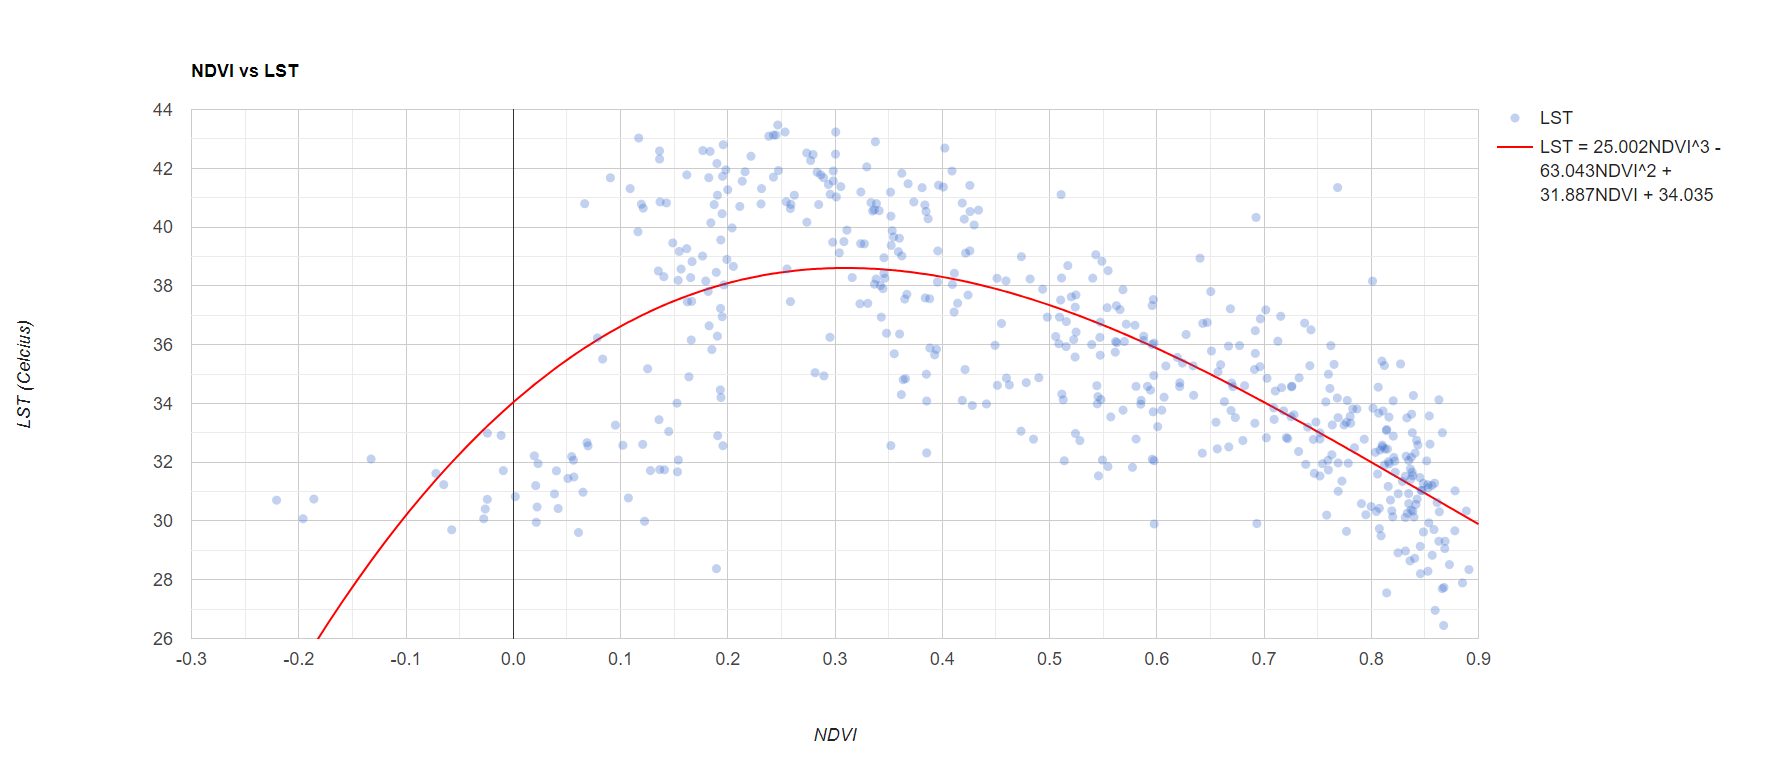 NDVI vs LST
44
42
40
38
36
34
32
30
28
26
-0.3 -0.2 -0.1 0.0 0.1 0.2 0.3 0.4 0.5 0.6 0.7 0.8 0.9
LST (Celcius)
NDVI
LST
LST = 25.002NDVI^3 -
63.043NDVI^2 +
31.887NDVI + 34.035